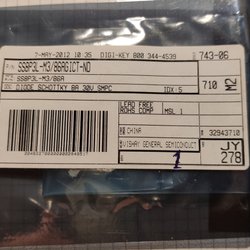 7-MAY-2012 10:35 DIGI-KEY 800 344-4539
743-06
P/N: SS8P3L-M3/86AGICT-ND
SS8P3L-M3/86A
710
M2
DIODE SCHOTTKY 8A 30V SMPC IDX-5
LEAD FREE
ROHS COMP
MSL 1
CHINA
32943710
VISHAY GENERAL SEMICONDUCT
JY
278
1